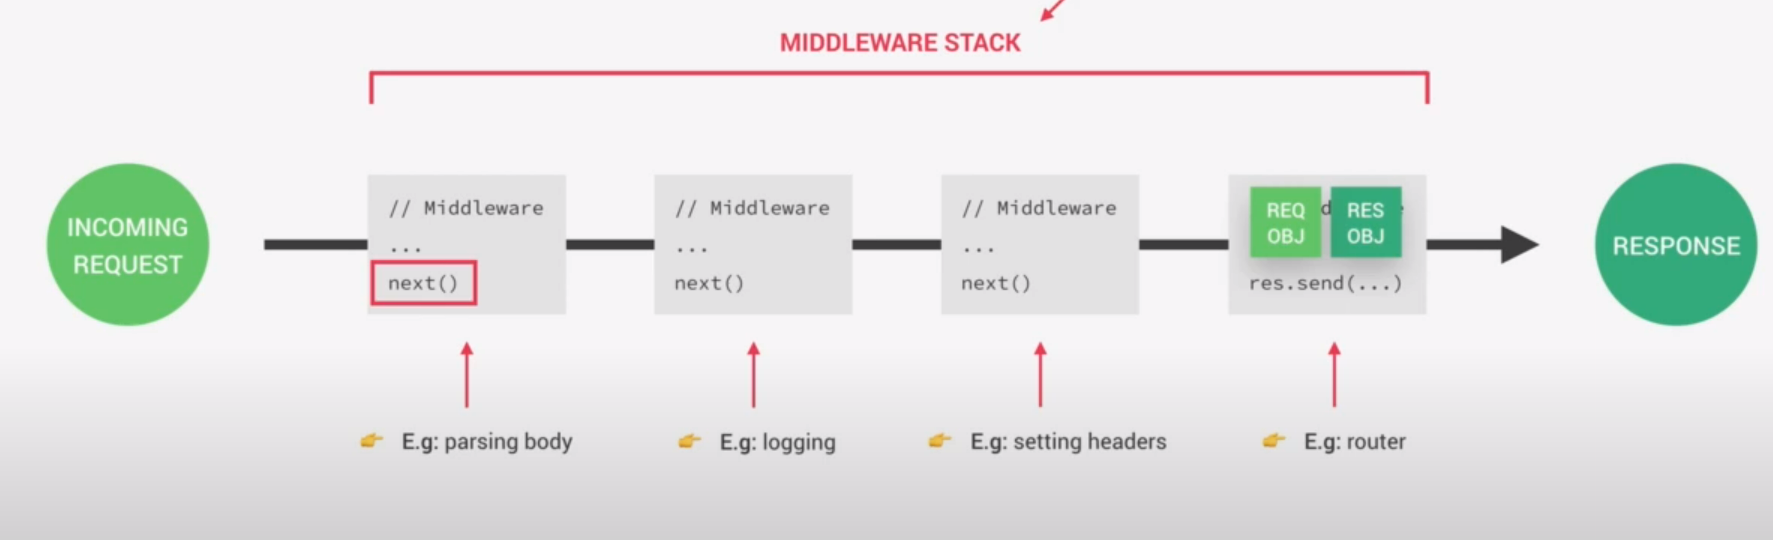 MIDDLEWARE STACK
INCOMING
REQUEST
// Middleware
...
next()
// Middleware
...
next()
// Middleware
...
next()
REQ
OBJ
RES
OBJ
res.send(...)
RESPONSE
E.g: parsing body
E.g: logging
E.g: setting headers
E.g: router